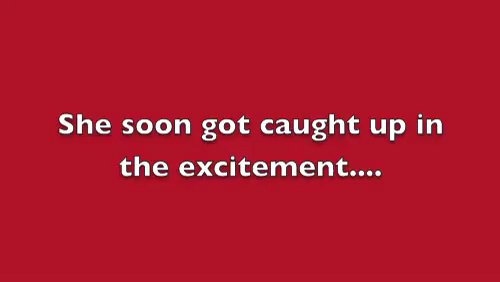 She soon got caught up in
the excitement....